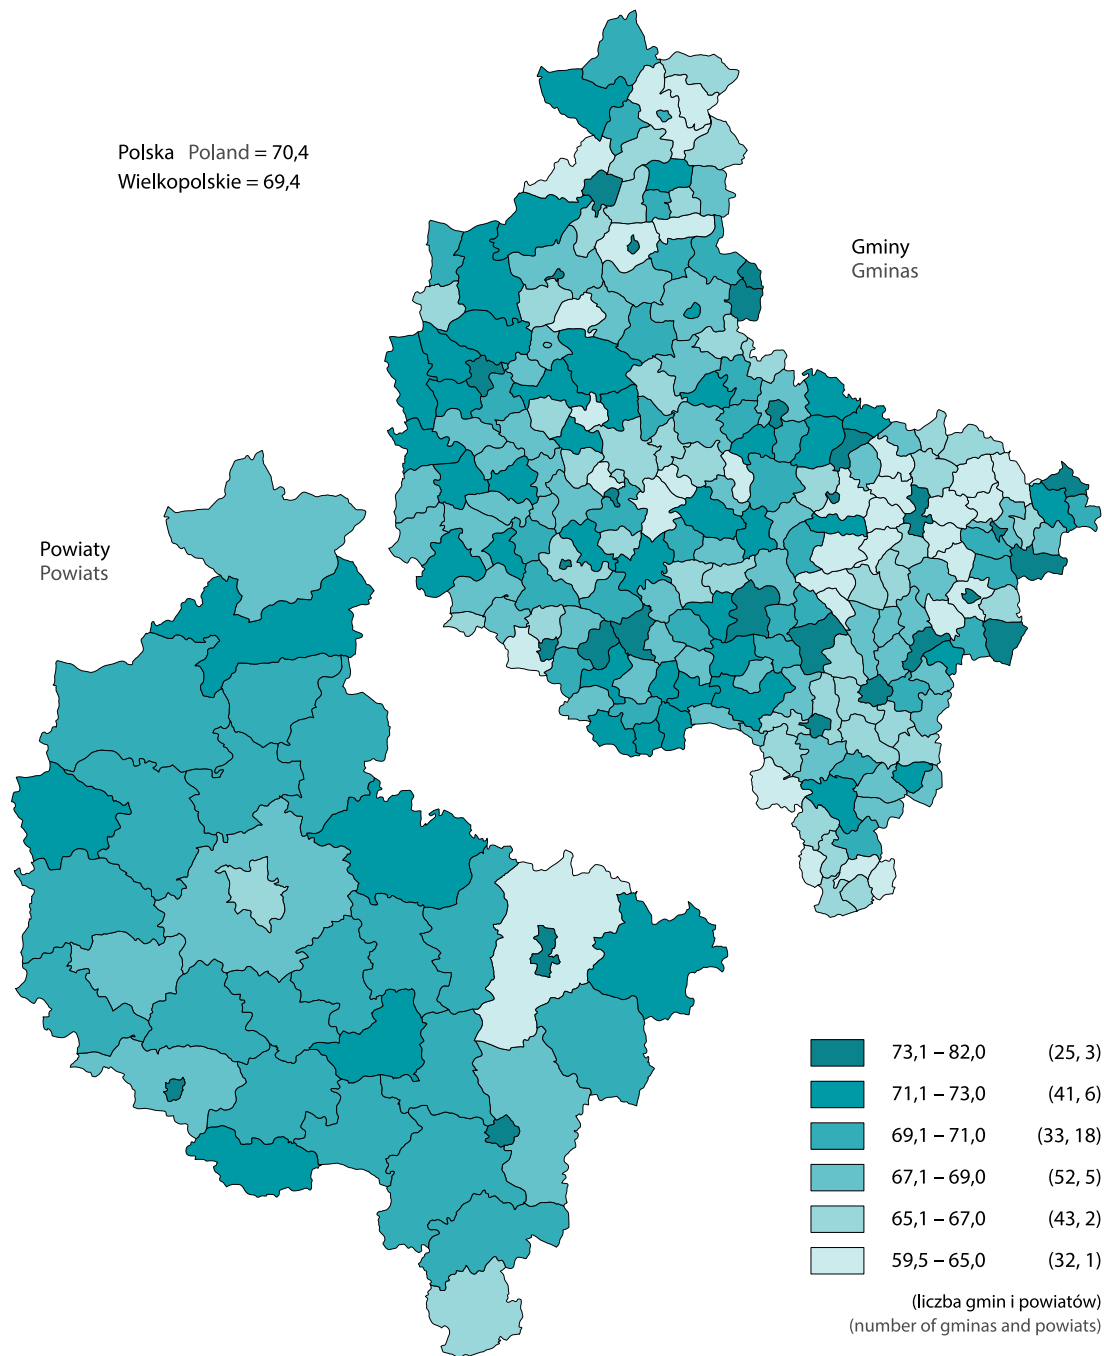 Polska Poland = 70,4
Wielkopolskie = 69,4
Gminy
Gminas
Powiaty
Powiats
73,1 – 82,0 (25, 3)
71,1 – 73,0 (41, 6)
69,1 – 71,0 (33, 18)
67,1 – 69,0 (52, 5)
65,1 – 67,0 (43, 2)
59,5 – 65,0 (32, 1)
(liczba gmin i powiatów)
(number of gminas and powiats)